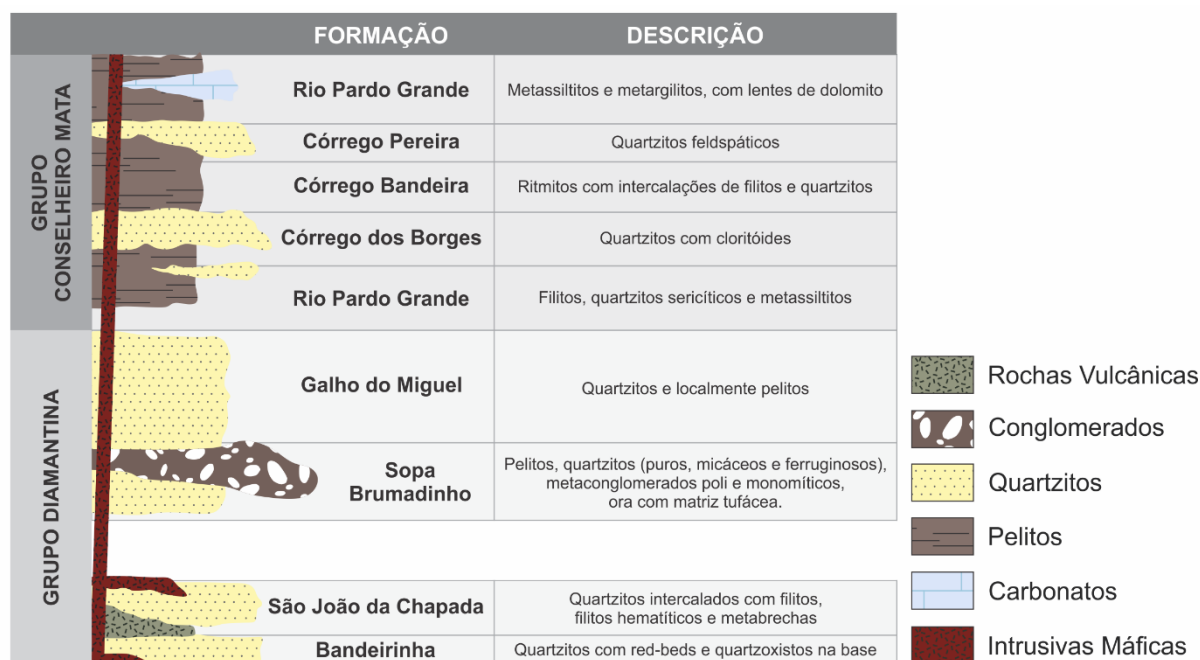 FORMAÇÃO
DESCRIÇÃO
GRUPO
CONSELHEIRO MATA
Rio Pardo Grande
Metassiltitos e metargilitos, com lentes de dolomito
Córrego Pereira
Quartzitos feldspáticos
Córrego Bandeira
Ritmitos com intercalações de filitos e quartzitos
Córrego dos Borges
Quartzitos com cloritóides
Rio Pardo Grande
Filitos, quartzitos sericíticos e metassiltitos
GRUPO DIAMANTINA
Galho do Miguel
Quartzitos e localmente pelitos
Sopa
Brumadinho
Pelitos, quartzitos (puros, micáceos e ferruginosos),
metaconglomerados poli e monomíticos,
ora com matriz tufácea.
São João da Chapada
Quartzitos intercalados com filitos,
filitos hematíticos e metabrechas
Bandeirinha
Quartzitos com red-beds e quartzoxistos na base
Rochas Vulcânicas
Conglomerados
Quartzitos
Pelitos
Carbonatos
Intrusivas Máficas